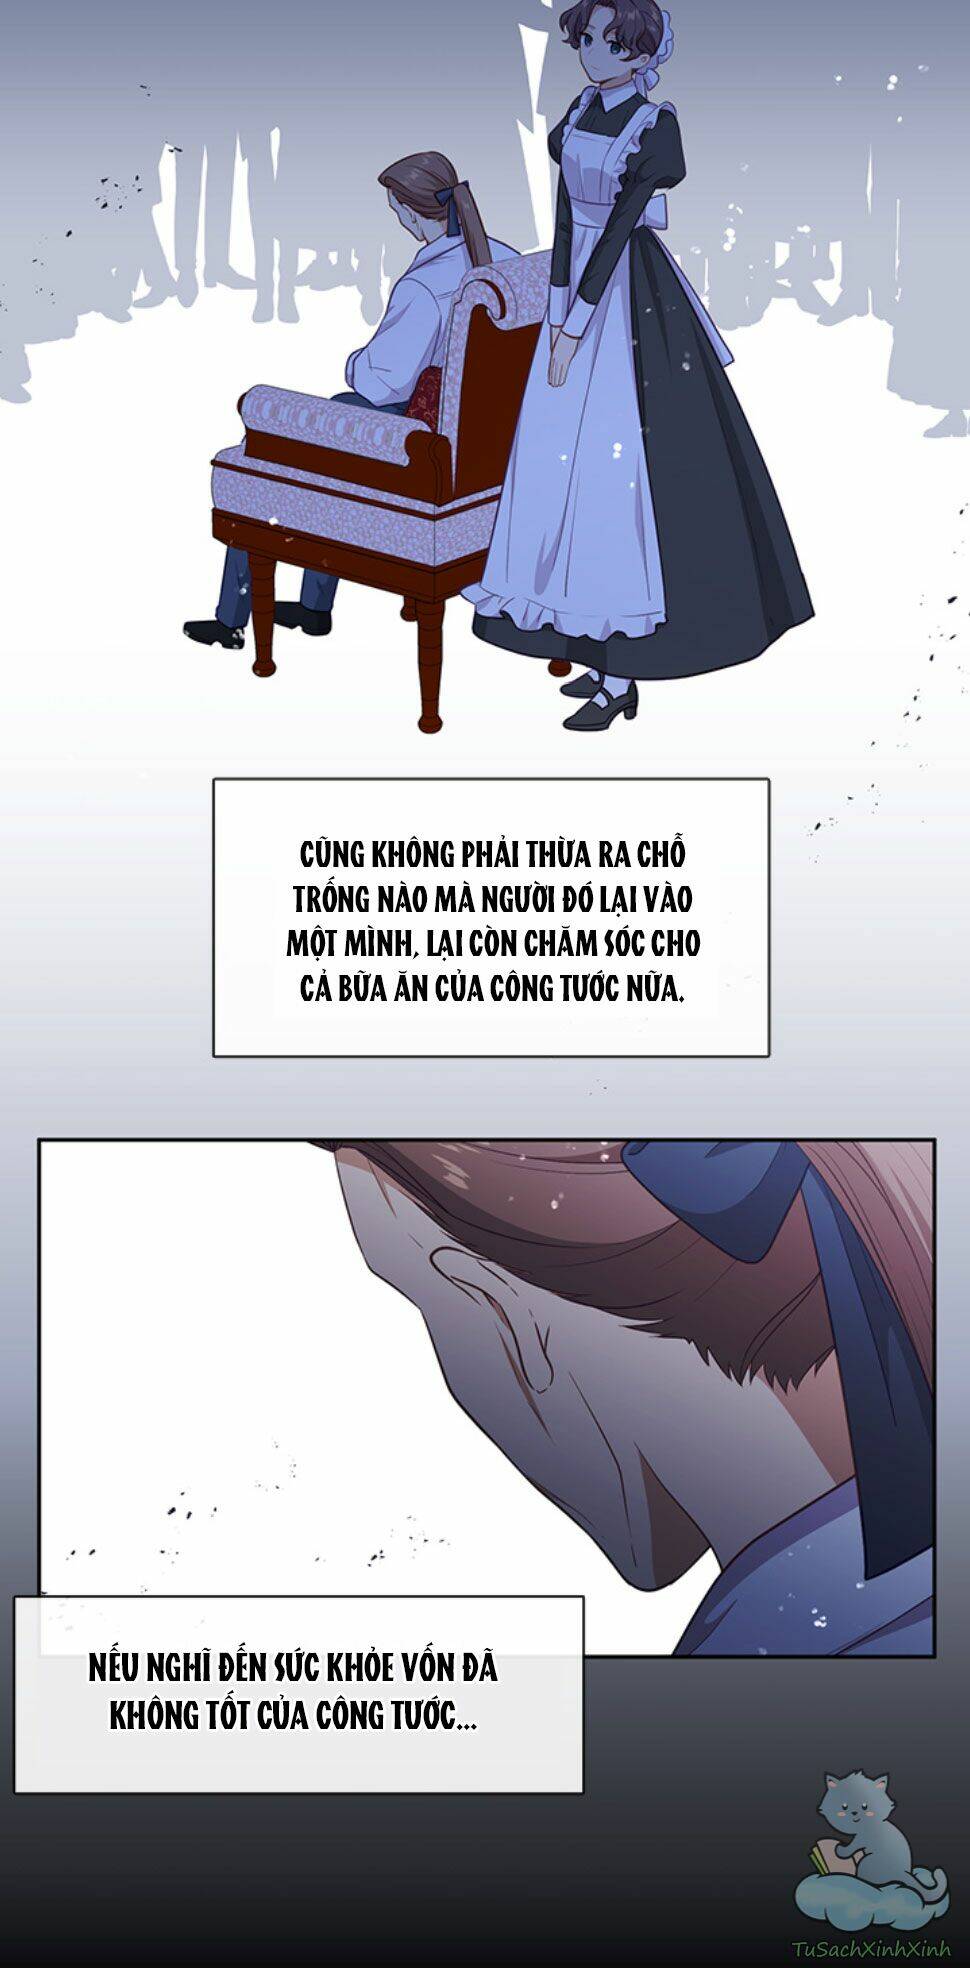 CŨNG KHÔNG PHẢI THỪA RA CHỖ
TRỐNG NÀO MÀ NGƯỜI ĐÓ LẠI VÀO
MỘT MÌNH, LẠI CÒN CHĂM SÓC CHO
CẢ BỮA ĂN CỦA CÔNG TƯỚC NỮA.
NẾU NGHĨ ĐẾN SỨC KHỎE VỐN ĐÃ
KHÔNG TỐT CỦA CÔNG TƯỚC...
TuSachXinhXinh